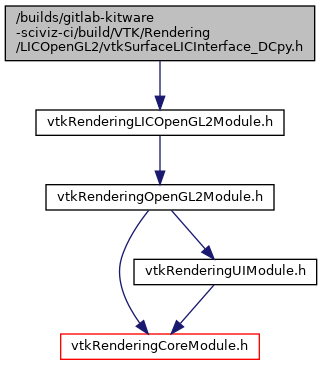 /builds/gitlab-kitware
-sciviz-ci/build/VTK/Rendering
/LICOpenGL2/vtkSurfaceLICInterface_DCpy.h
vtkRenderingLICOpenGL2Module.h
vtkRenderingOpenGL2Module.h
vtkRenderingUIModule.h
vtkRenderingCoreModule.h